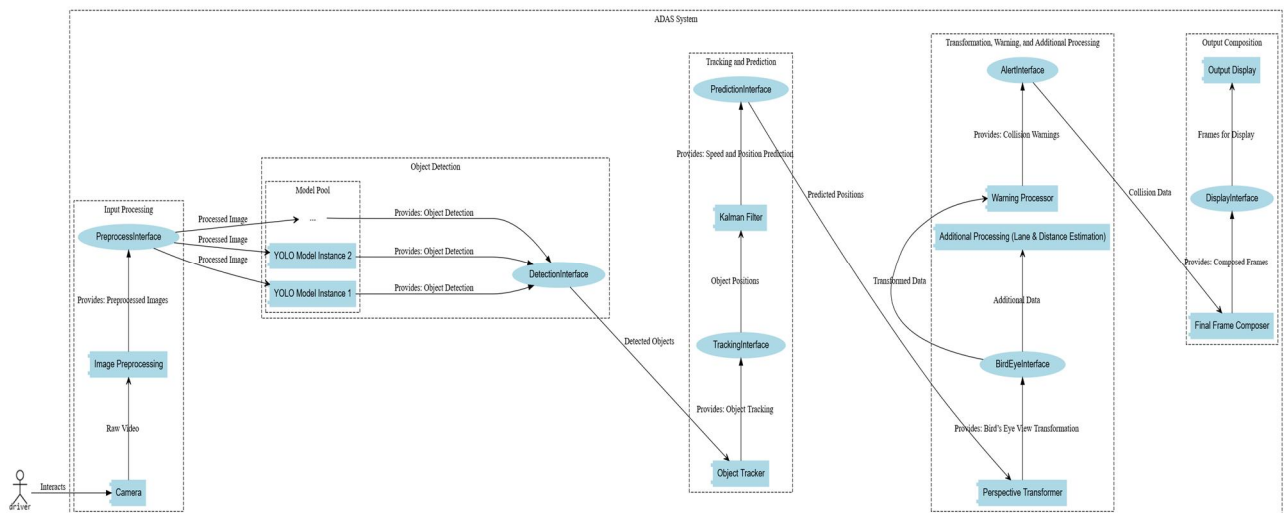 ADAS System
Input Processing
PreprocessInterface
Provides: Preprocessed Images
Image Preprocessing
Raw Video
Camera
driver
Interacts
Processed Image
Processed Image
Processed Image
Object Detection
Model Pool
...
YOLO Model Instance 2
YOLO Model Instance 1
Provides: Object Detection
Provides: Object Detection
Provides: Object Detection
DetectionInterface
Detected Objects
Tracking and Prediction
PredictionInterface
Provides: Speed and Position Prediction
Kalman Filter
Object Positions
TrackingInterface
Provides: Object Tracking
Object Tracker
Predicted Positions
Transformation, Warning, and Additional Processing
AlertInterface
Provides: Collision Warnings
Warning Processor
Additional Processing (Lane & Distance Estimation)
Transformed Data
Additional Data
BirdEyeInterface
Provides: Bird's Eye View Transformation
Perspective Transformer
Collision Data
Output Composition
Output Display
Frames for Display
DisplayInterface
Provides: Composed Frames
Final Frame Composer